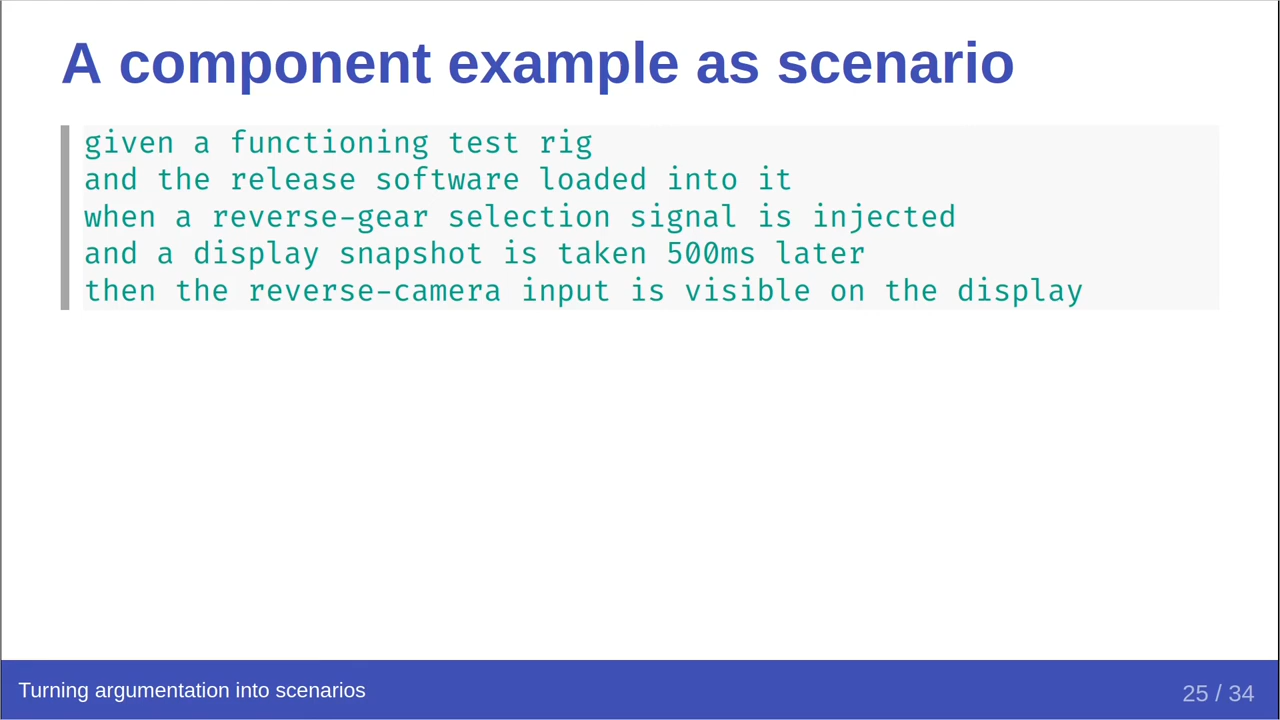 A component example as scenario
given a functioning test rig
and the release software loaded into it
when a reverse-gear selection signal is injected
and a display snapshot is taken 500ms later
then the reverse-camera input is visible on the display
Turning argumentation into scenarios
25 / 34